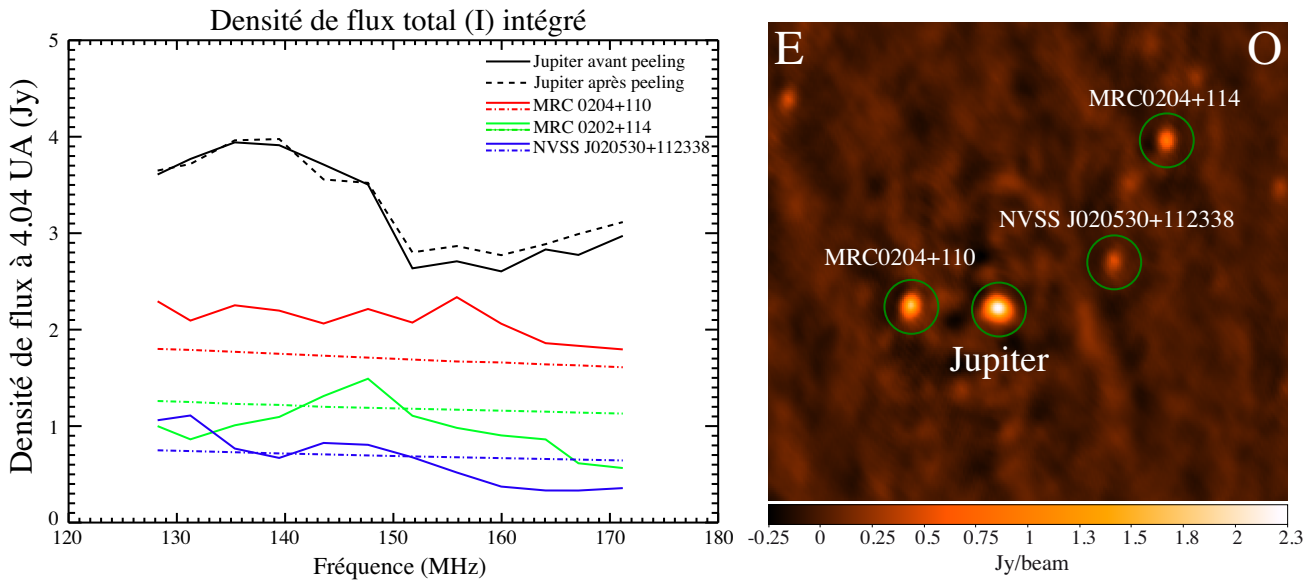 Densité de flux total (I) intégré
Densité de flux à 4.04 UA (Jy)
5
4
3
2
1
0
120
130
140
150
160
170
180
Fréquence (MHz)
Jupiter avant peeling
Jupiter après peeling
MRC 0204+110
MRC 0202+114
NVSS J020530+112338
E
O
MRC0204+114
NVSS J020530+112338
MRC0204+110
Jupiter
-0.25
0
0.25
0.5
0.75
1
1.3
1.5
1.8
2
2.3
Jy/beam